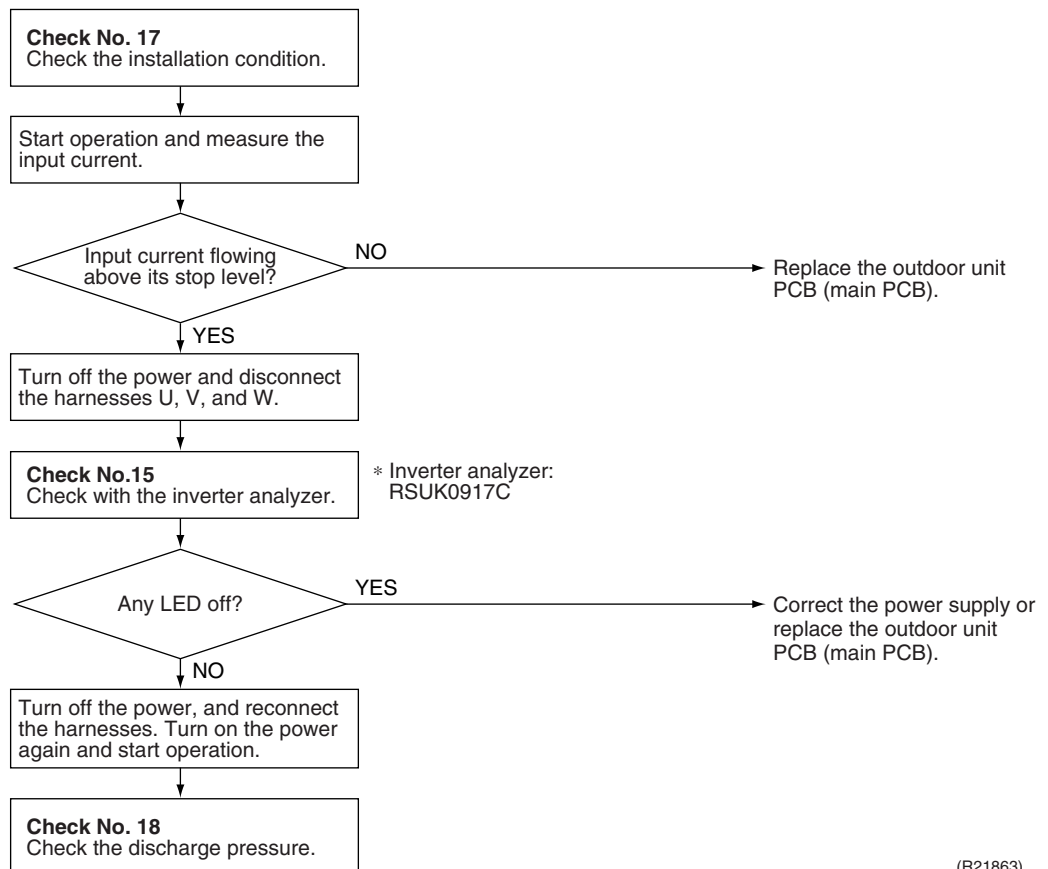 Check No. 17
Check the installation condition.
Start operation and measure the
input current.
Input current flowing
above its stop level?
NO
Replace the outdoor unit
PCB (main PCB).
YES
Turn off the power and disconnect
the harnesses U, V, and W.
Check No.15
Check with the inverter analyzer.
* Inverter analyzer:
RSUK0917C
Any LED off?
YES
Correct the power supply or
replace the outdoor unit
PCB (main PCB).
NO
Turn off the power, and reconnect
the harnesses. Turn on the power
again and start operation.
Check No. 18
Check the discharge pressure.
(R21863)